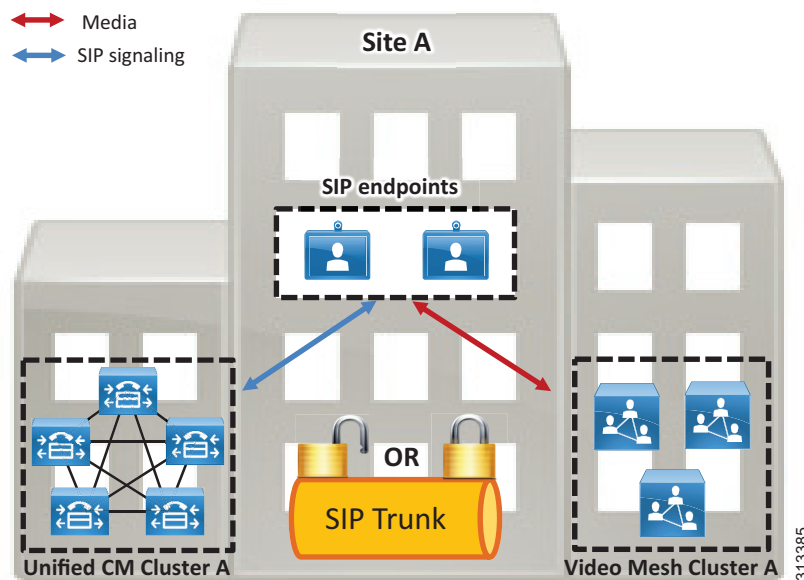 Media
SIP signaling
Site A
SIP endpoints
OR
SIP Trunk
Unified CM Cluster A
Video Mesh Cluster A
313385